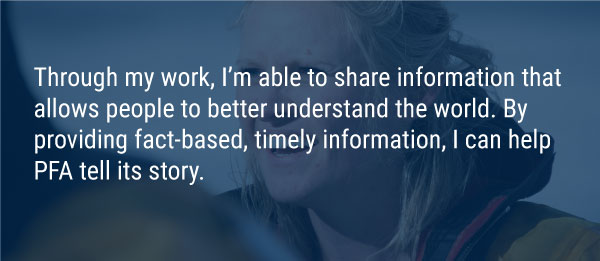 Through my work, I’m able to share information that
allows people to better understand the world. By
providing fact-based, timely information, I can help
PFA tell its story.